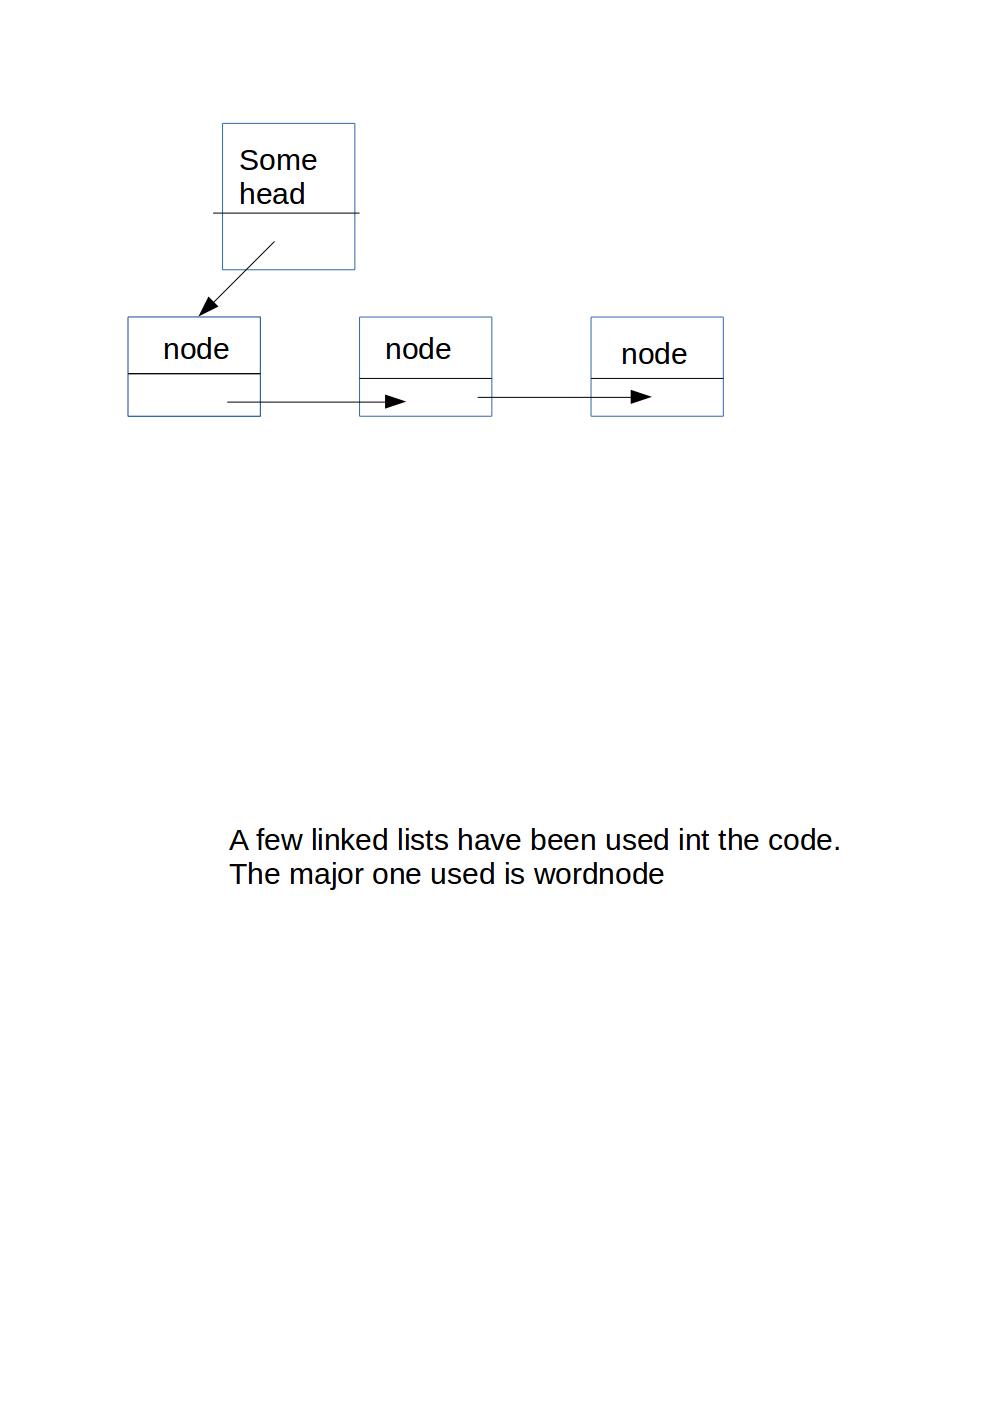 Some
head
node
node
node
A few linked lists have been used int the code.
The major one used is wordnode